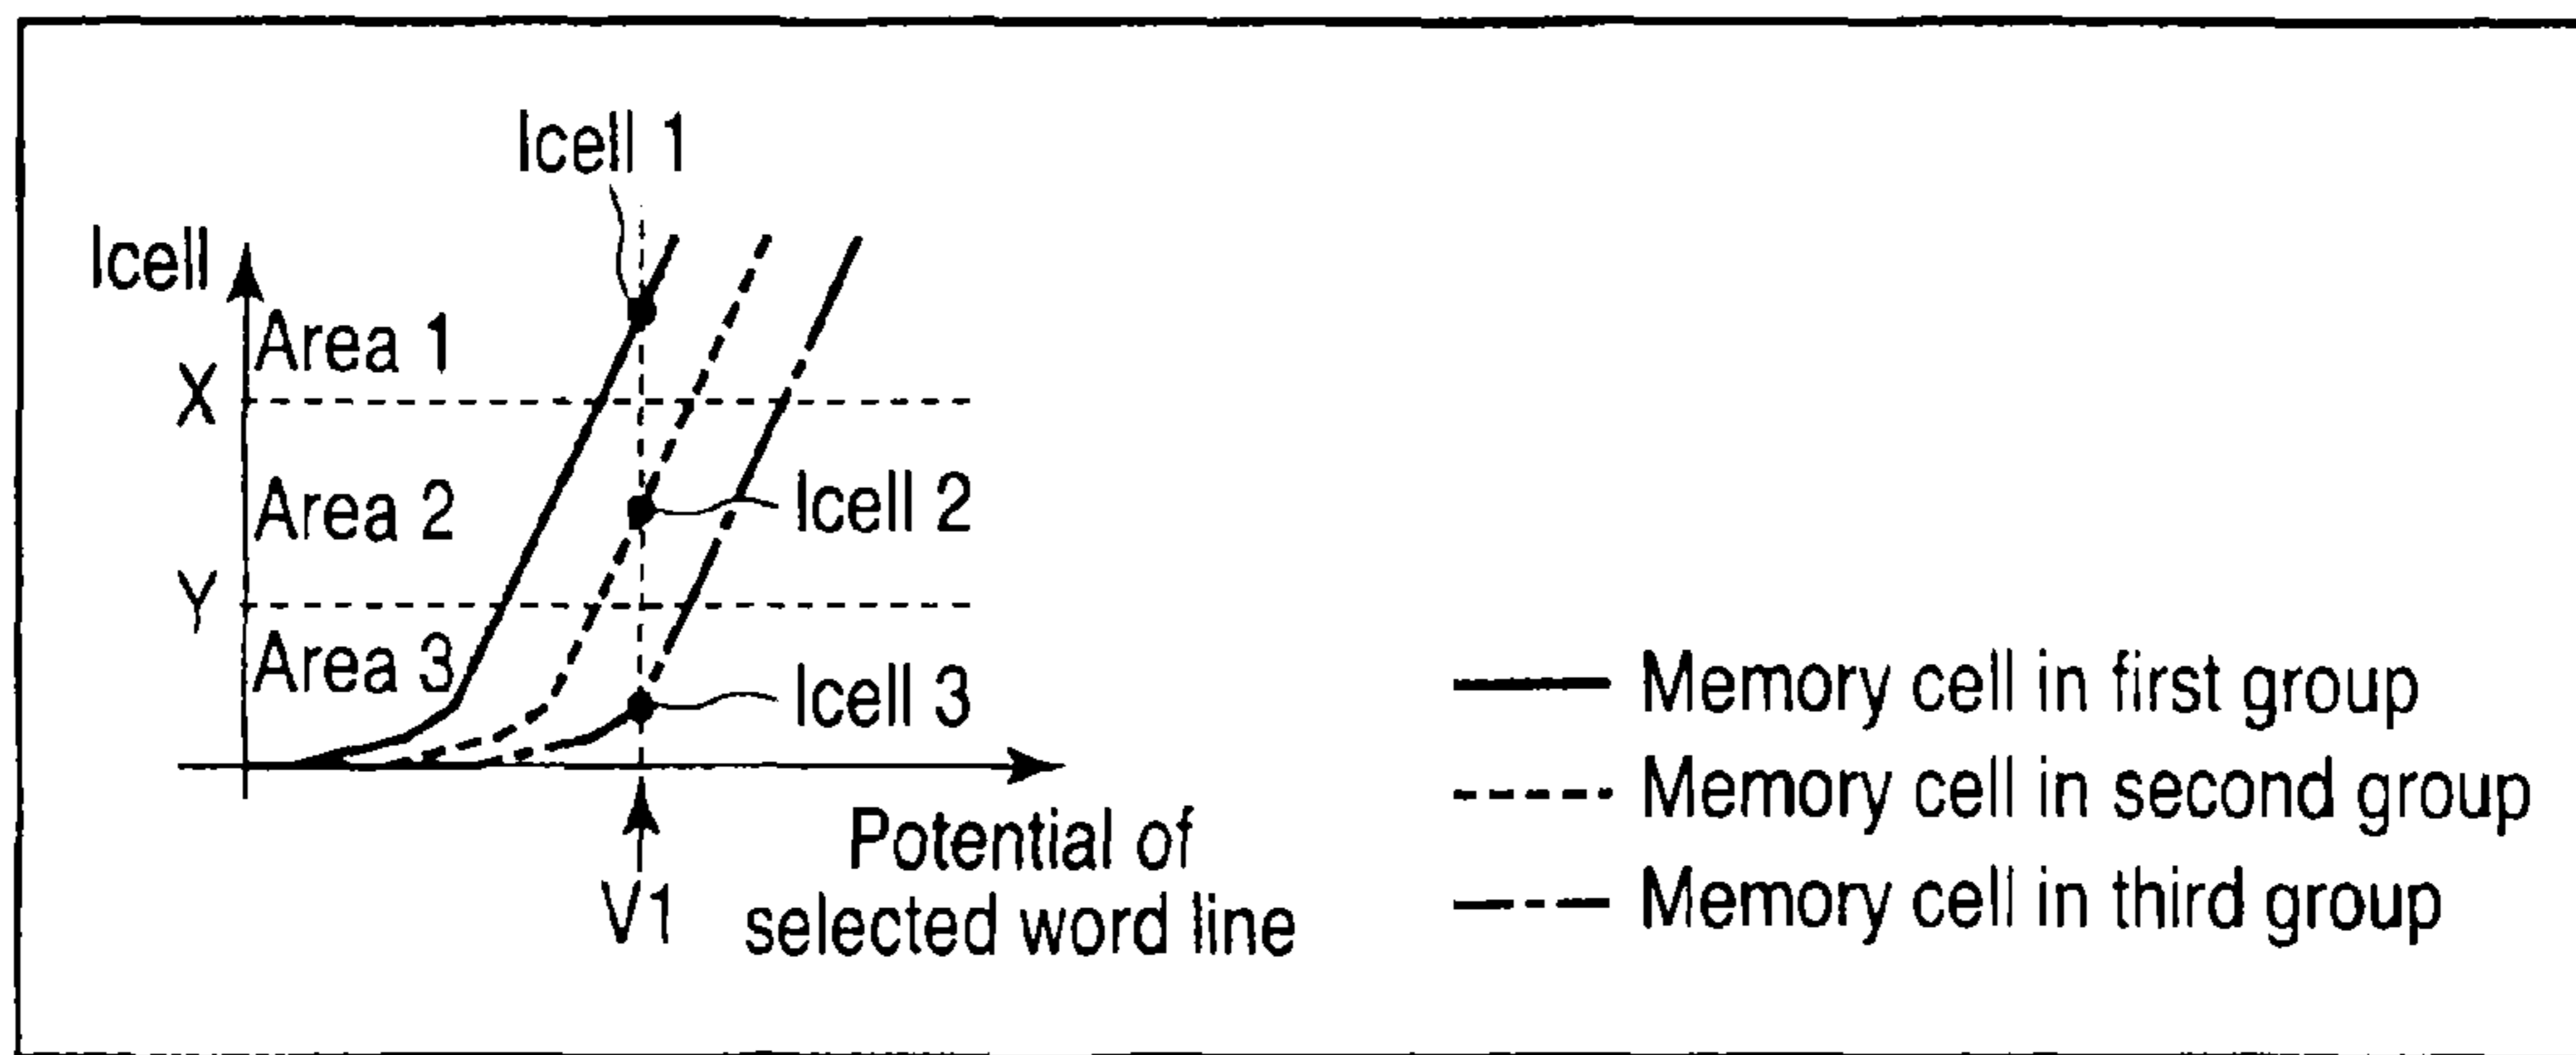 Icell 1
Icell
Area 1
X
Area 2
Icell 2
Y
Area 3
Icell 3
V1
Potential of
selected word line
Memory cell in first group
Memory cell in second group
Memory cell in third group